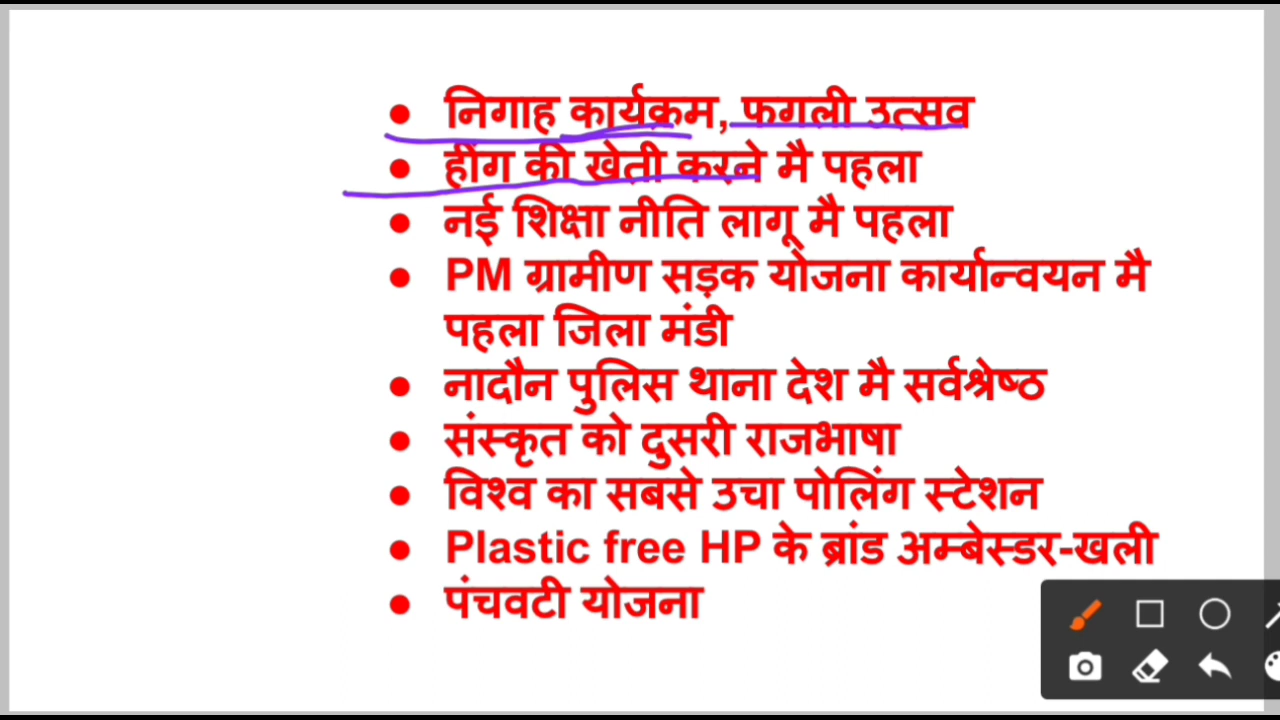 ● निगाह कार्यक्रम, फगली उत्सव
● हींग की खेती करने मै पहला
● नई शिक्षा नीति लागू मै पहला
● PM ग्रामीण सड़क योजना कार्यान्वयन मै
पहला जिला मंडी
● नादौन पुलिस थाना देश मै सर्वश्रेष्ठ
● संस्कृत को दुसरी राजभाषा
● विश्व का सबसे उचा पोलिंग स्टेशन
● Plastic free HP के ब्रांड अम्बेस्डर-खली
● पंचवटी योजना